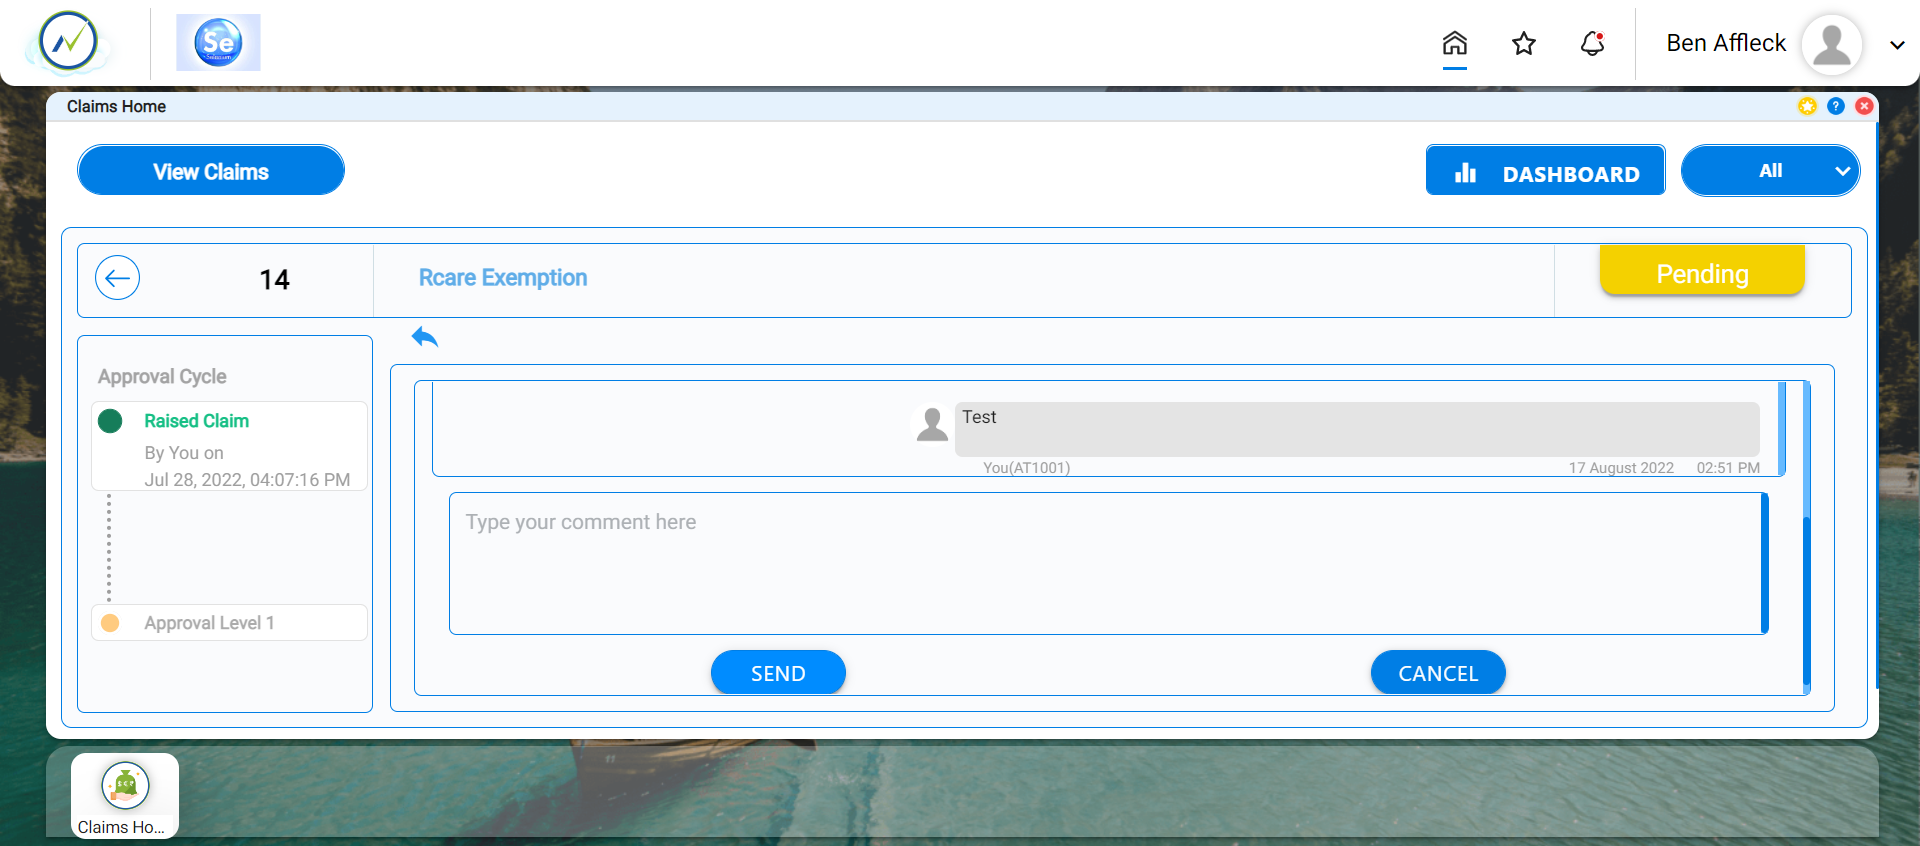 Se
Ben Affleck
Claims Home
?
View Claims
DASHBOARD
All
14
Rcare Exemption
Pending
Approval Cycle
Raised Claim
By You on
Jul 28, 2022, 04:07:16 PM
Approval Level 1
Test
You(AT1001)
17 August 2022
02:51 PM
Type your comment here
SEND
CANCEL
Claims Ho...